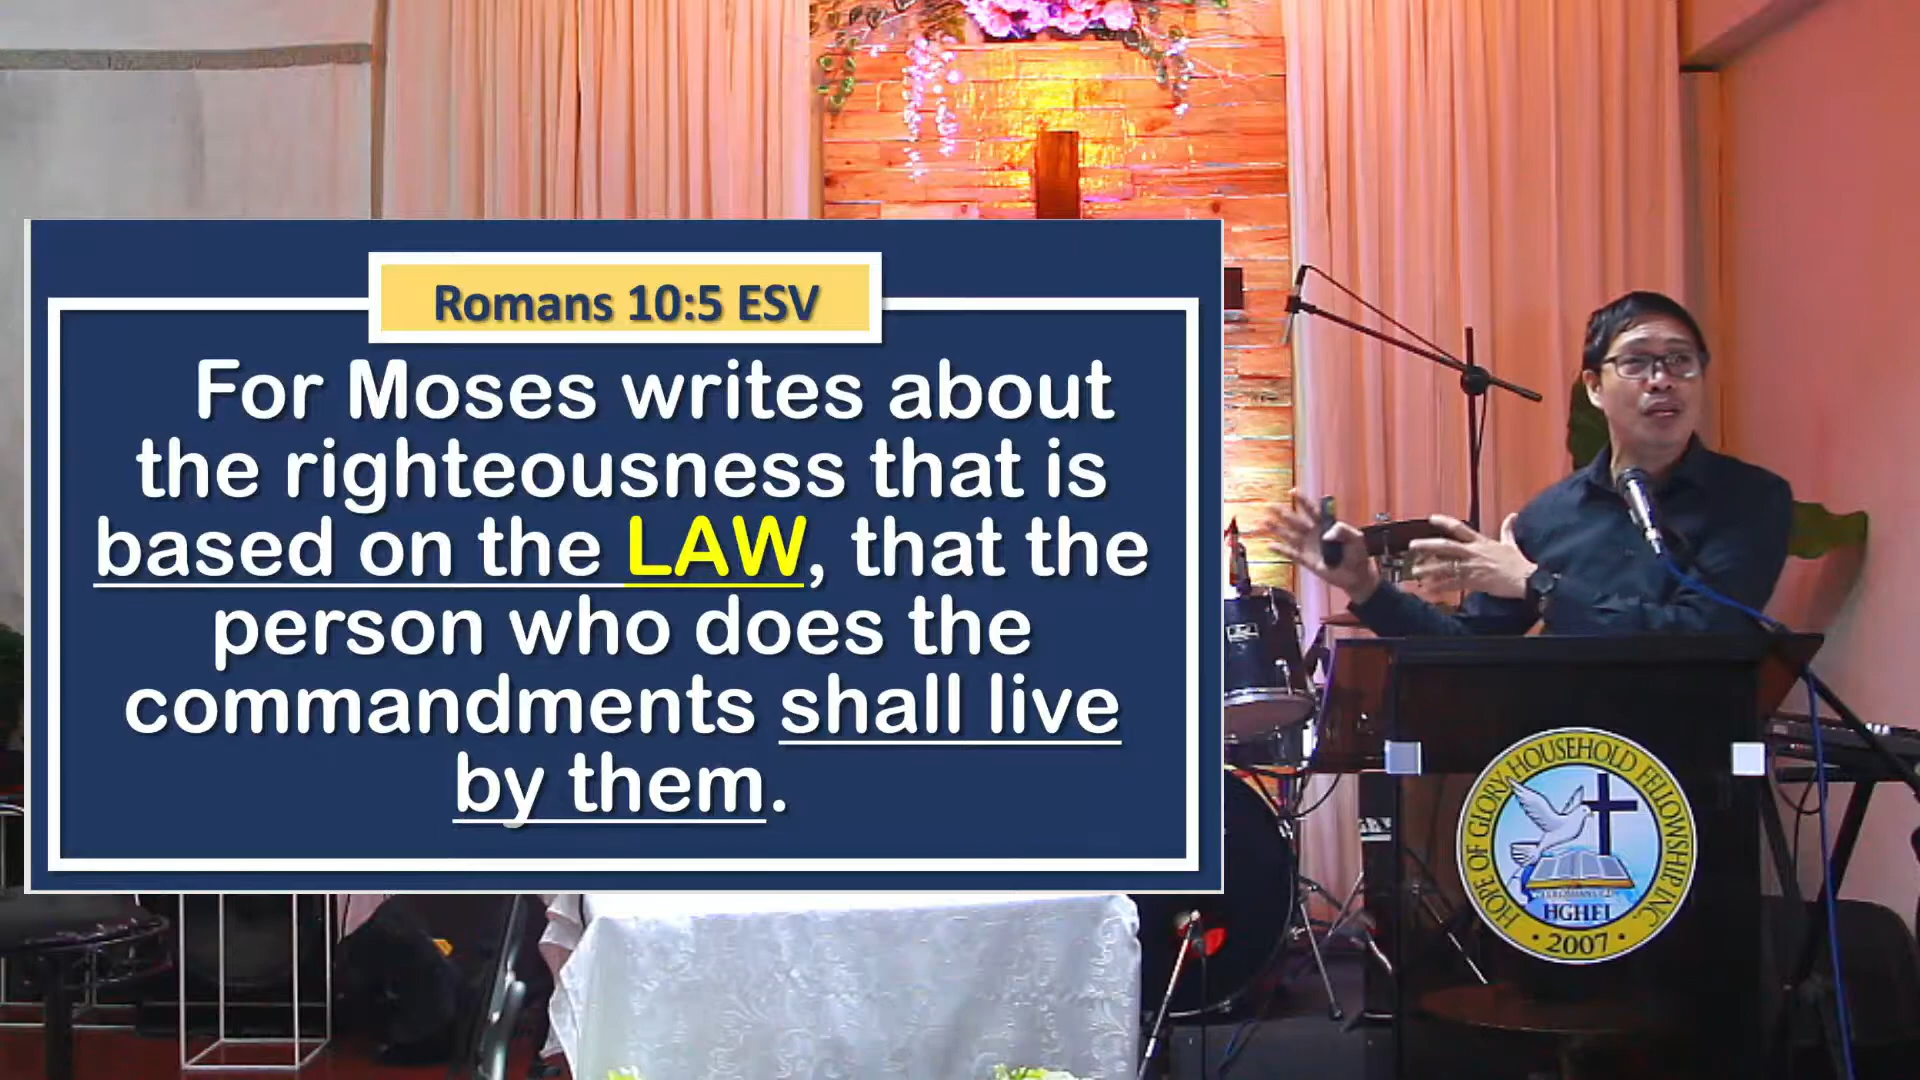 Romans 10:5 ESV
For Moses writes about
the righteousness that is
based on the LAW, that the
person who does the
commandments shall live
by them.
HOPE OF GLORY HOUSEHOLD FELLOWSHIP INC.
HGHFI
• 2007 •